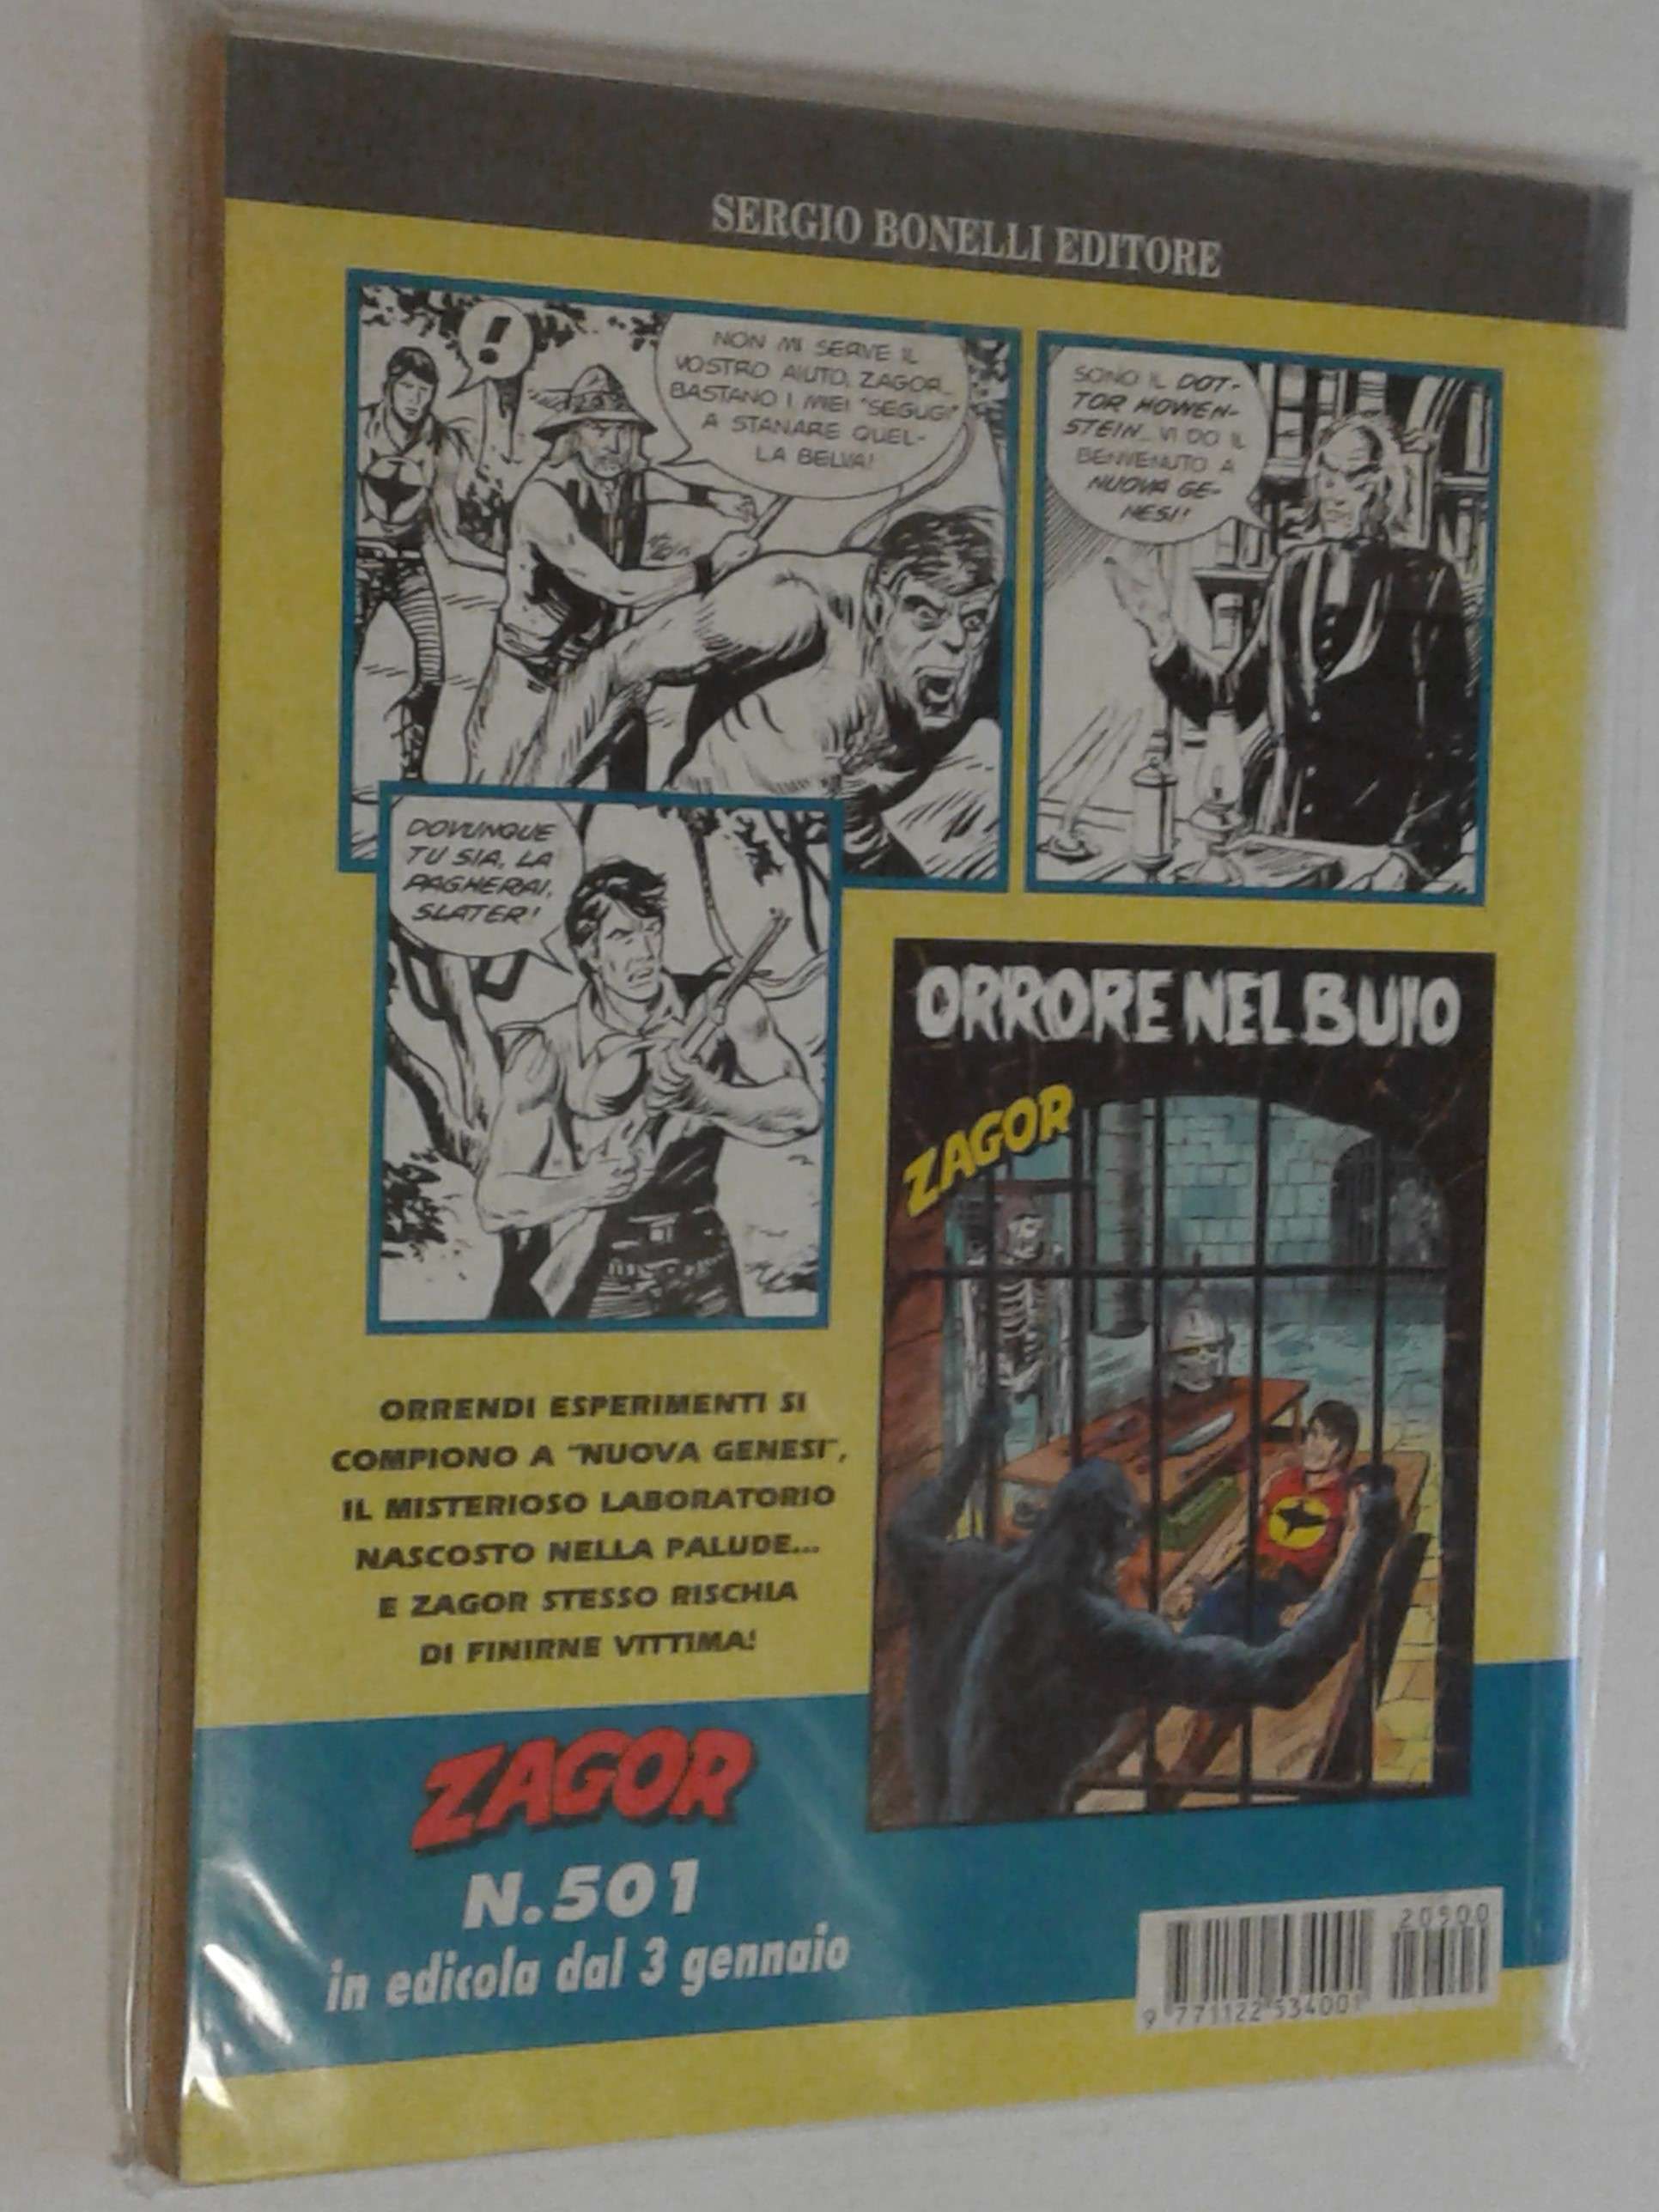 SERGIO BONELLI EDITORE
!
NON MI SERVE IL
VOSTRO AIUTO, ZAGOR...
BASTANO I MIEI "SEGUGI"
A STANARE QUEL-
LA BELVA!
SONO IL DOT-
TOR HOWEN-
STEIN... VI DO IL
BENVENUTO A
NUOVA GE-
NESI!
DOVUNQUE
TU SIA, LA
PAGHERAI,
SLATER!
ORRORE NEL BUIO
ZAGOR
ORRENDI ESPERIMENTI SI
COMPIONO A "NUOVA GENESI",
IL MISTERIOSO LABORATORIO
NASCOSTO NELLA PALUDE...
E ZAGOR STESSO RISCHIA
DI FINIRNE VITTIMA!
ZAGOR
N.501
in edicola dal 3 gennaio
20500
9 771122 534001